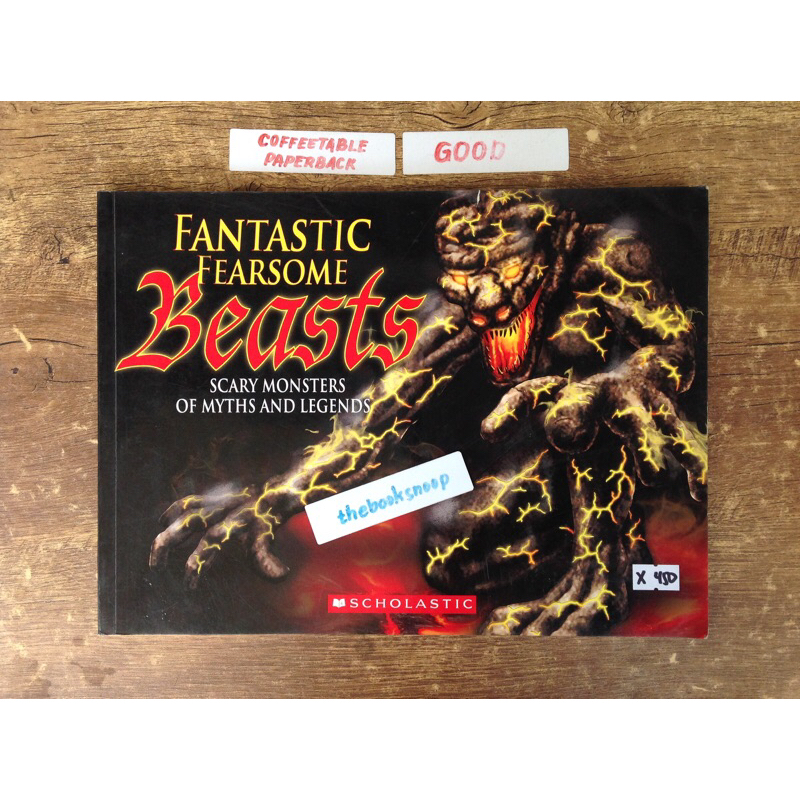 COFFEETABLE
PAPERBACK
GOOD
FANTASTIC
FEARSOME
Beasts
SCARY MONSTERS
OF MYTHS AND LEGENDS
thebooksnoop
X 450
SCHOLASTIC